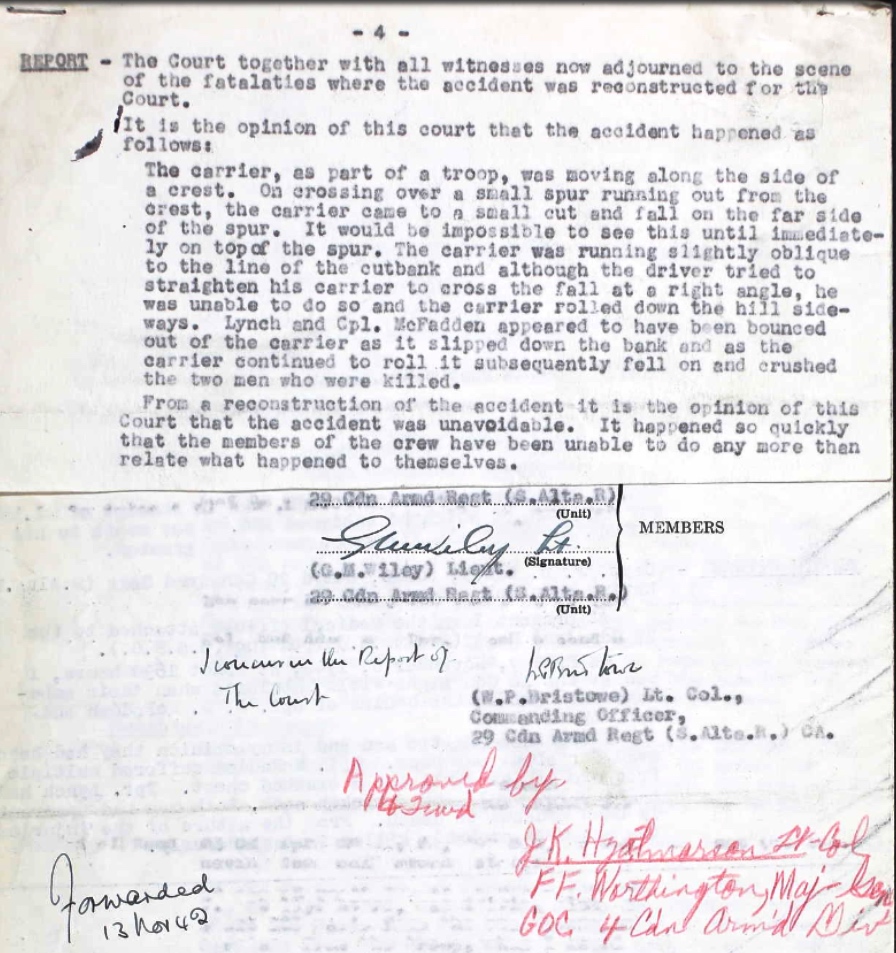 - 4 -
REPORT - The Court together with all witnesses now adjourned to the scene
of the fatalaties where the accident was reconstructed for the
Court.
It is the opinion of this court that the accident happened as
follows:
The carrier, as part of a troop, was moving along the side of
a crest. On crossing over a small spur running out from the
crest, the carrier came to a small cut and fall on the far side
of the spur. It would be impossible to see this until immediate-
ly on top of the spur. The carrier was running slightly oblique
to the line of the cutbank and although the driver tried to
straighten his carrier to cross the fall at a right angle, he
was unable to do so and the carrier rolled down the hill side-
ways. Lynch and Cpl. McFadden appeared to have been bounced
out of the carrier as it slipped down the bank and as the
carrier continued to roll it subsequently fell on and crushed
the two men who were killed.
From a reconstruction of the accident it is the opinion of this
Court that the accident was unavoidable. It happened so quickly
that the members of the crew have been unable to do any more than
relate what happened to themselves.
29 Cdn Armd Regt (S.Alta.R)
(Unit)
MEMBERS
(Signature)
(G.M.Wiley) Lieut.
29 Cdn Armd Regt (S.Alta.R.)
(Unit)
I concur in the Report of
The Court
(W.P.Bristowe) Lt. Col.,
Commanding Officer,
29 Cdn Armd Regt (S.Alta.R.) CA.
Approved by
Lt-Col
F.F. Worthington, Maj-Gen
GOC 4 Cdn Arm'd Div
Forwarded
13 Nov 42